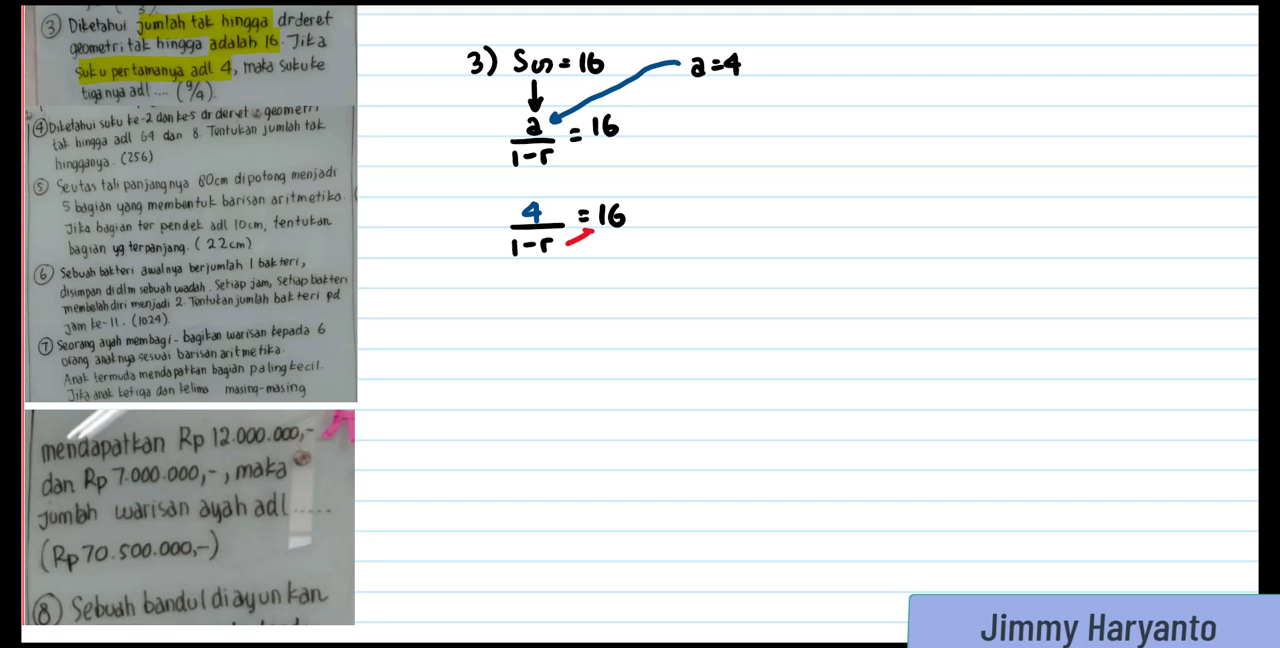 ③ Diketahui jumlah tak hingga dr deret
geometri tak hingga adalah 16. Jika
suku pertamanya adl 4, maka suku ke
tiganya adl .... (9/4).
④ Diketahui suku ke-2 dan ke-5 dr deret geometri
tak hingga adl 64 dan 8. Tentukan jumlah tak
hingganya. (256)
⑤ Seutas tali panjangnya 80cm dipotong menjadi
5 bagian yang membentuk barisan aritmetika.
Jika bagian ter pendek adl 10cm, tentukan
bagian yg terpanjang. (22cm)
⑥ Sebuah bakteri awalnya berjumlah 1 bakteri,
disimpan di dlm sebuah wadah. Setiap jam, setiap bakteri
membelah diri menjadi 2. Tentukan jumlah bakteri pd
jam ke-11. (1024).
⑦ Seorang ayah membagi-bagikan warisan kepada 6
orang anaknya sesuai barisan aritmetika.
Anak termuda mendapatkan bagian paling kecil.
Jika anak ketiga dan kelima masing-masing
mendapatkan Rp 12.000.000,-
dan Rp 7.000.000,-, maka
jumlah warisan ayah adl .....
(Rp 70.500.000,-)
⑧ Sebuah bandul diayunkan
3) S∞ = 16 a=4
a/(1-r) = 16
4/(1-r) = 16
Jimmy Haryanto